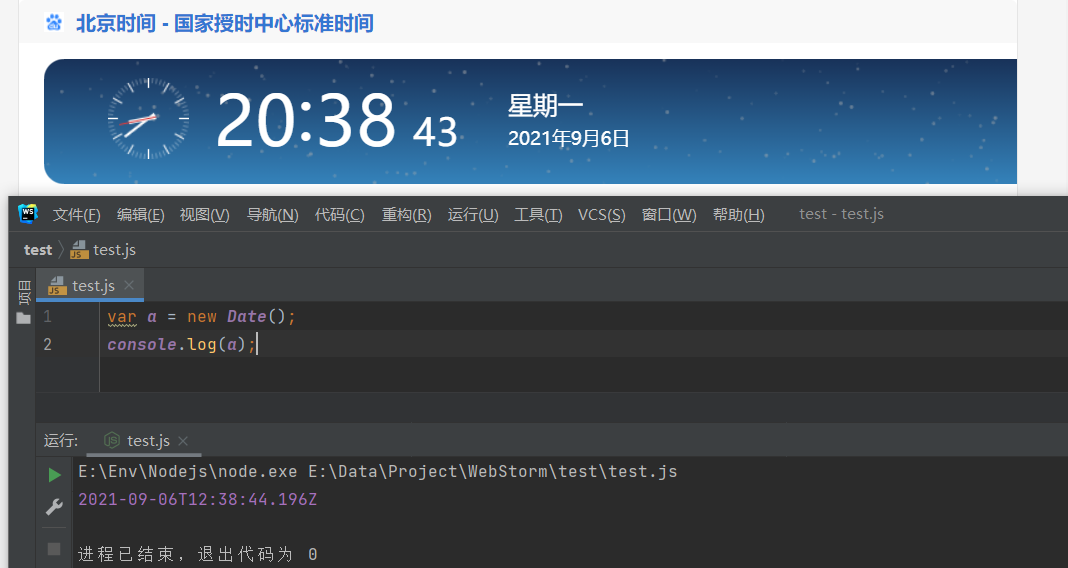 北京时间 - 国家授时中心标准时间
20:38 43
星期一
2021年9月6日
WS 文件(F) 编辑(E) 视图(V) 导航(N) 代码(C) 重构(R) 运行(U) 工具(T) VCS(S) 窗口(W) 帮助(H) test - test.js
test JS test.js
项目
JS test.js
1 var a = new Date();
2 console.log(a);
运行: JS test.js
E:\Env\Nodejs\node.exe E:\Data\Project\WebStorm\test\test.js
2021-09-06T12:38:44.196Z
进程已结束，退出代码为 0